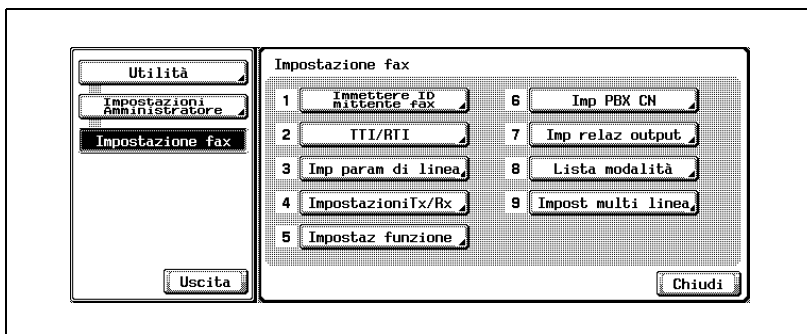 Utilità
Impostazioni
Amministratore
Impostazione fax
Uscita
Impostazione fax
1 Immettere ID
mittente fax
2 TTI/RTI
3 Imp param di linea
4 ImpostazioniTx/Rx
5 Impostaz funzione
6 Imp PBX CN
7 Imp relaz output
8 Lista modalità
9 Impost multi linea
Chiudi